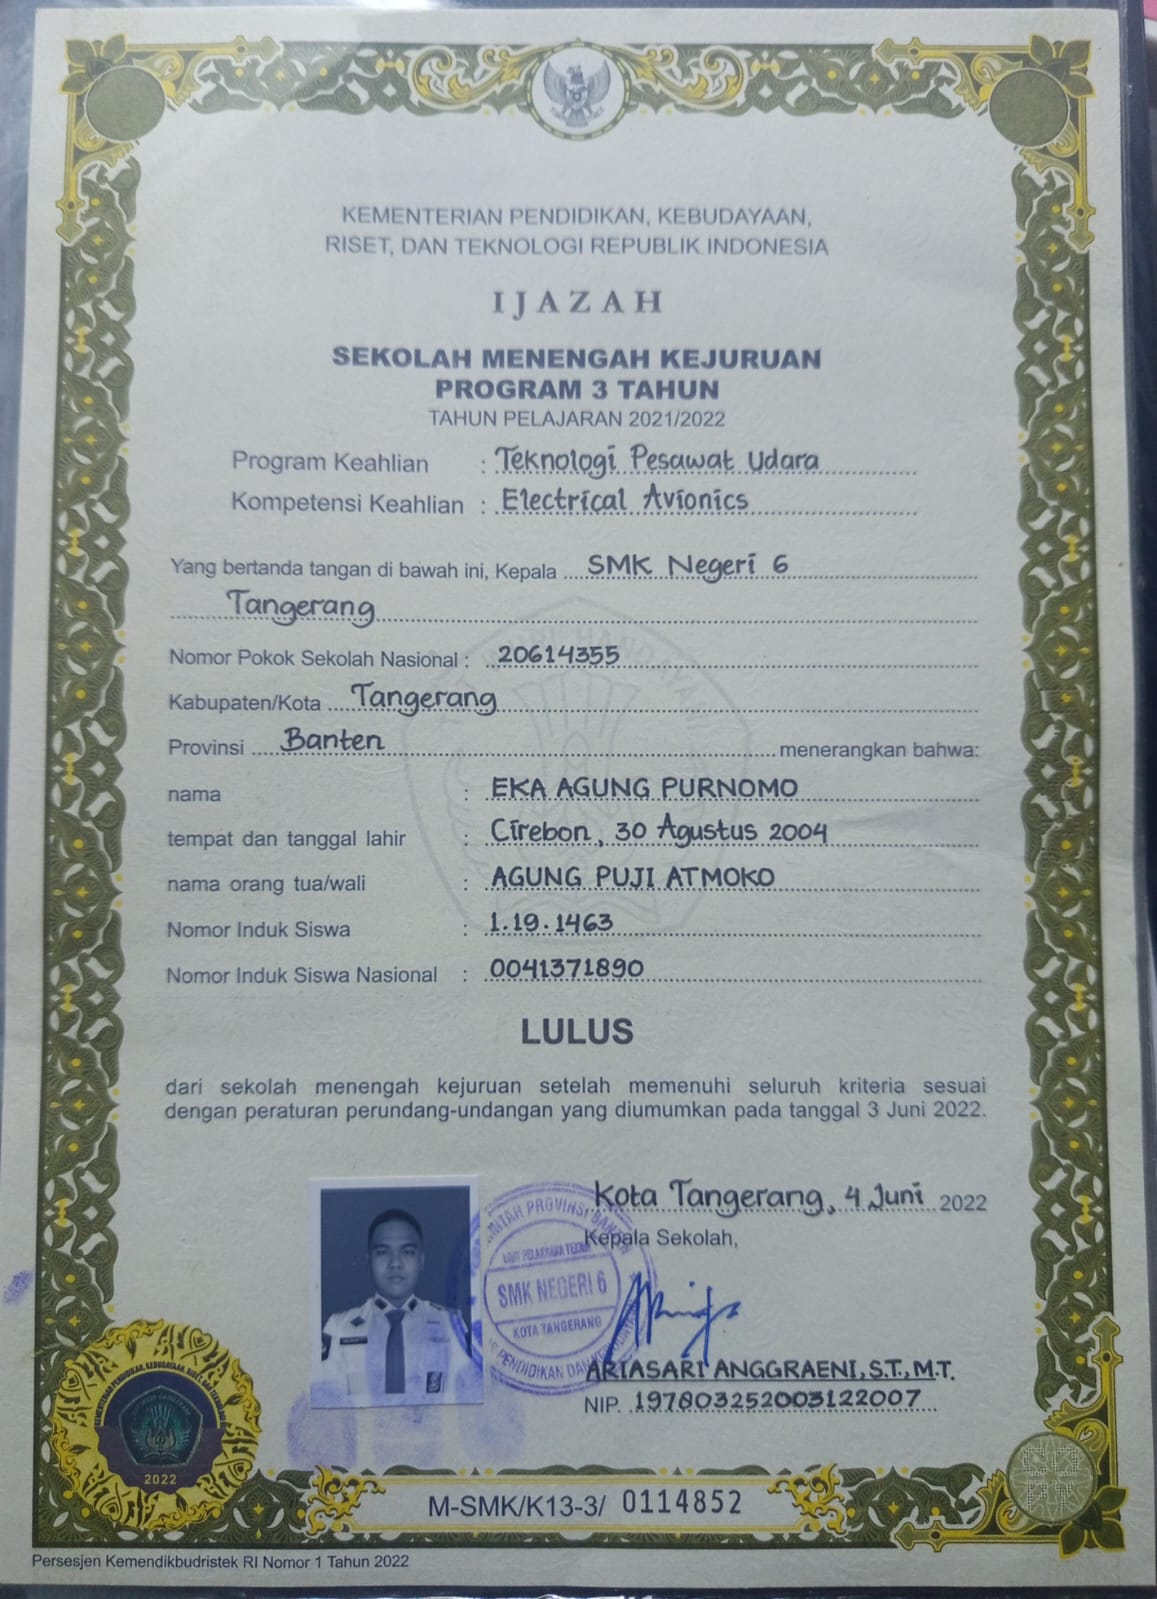 KEMENTERIAN PENDIDIKAN, KEBUDAYAAN,
RISET, DAN TEKNOLOGI REPUBLIK INDONESIA
IJAZAH
SEKOLAH MENENGAH KEJURUAN
PROGRAM 3 TAHUN
TAHUN PELAJARAN 2021/2022
Program Keahlian : Teknologi Pesawat Udara
Kompetensi Keahlian : Electrical Avionics
Yang bertanda tangan di bawah ini, Kepala SMK Negeri 6
Tangerang
Nomor Pokok Sekolah Nasional : 20614355
Kabupaten/Kota Tangerang
Provinsi Banten menerangkan bahwa:
nama : EKA AGUNG PURNOMO
tempat dan tanggal lahir : Cirebon, 30 Agustus 2004
nama orang tua/wali : AGUNG PUJI ATMOKO
Nomor Induk Siswa : 1.19.1463
Nomor Induk Siswa Nasional : 0041371890
LULUS
dari sekolah menengah kejuruan setelah memenuhi seluruh kriteria sesuai
dengan peraturan perundang-undangan yang diumumkan pada tanggal 3 Juni 2022.
Kota Tangerang, 4 Juni 2022
Kepala Sekolah,
PROVINSI BANTEN
SMK NEGERI 6
KOTA TANGERANG
PENDIDIKAN DAN
ARIASARI ANGGRAENI, S.T., M.T.
NIP. 197803252003122007
2022
M-SMK/K13-3/ 0114852
Persesjen Kemendikbudristek RI Nomor 1 Tahun 2022